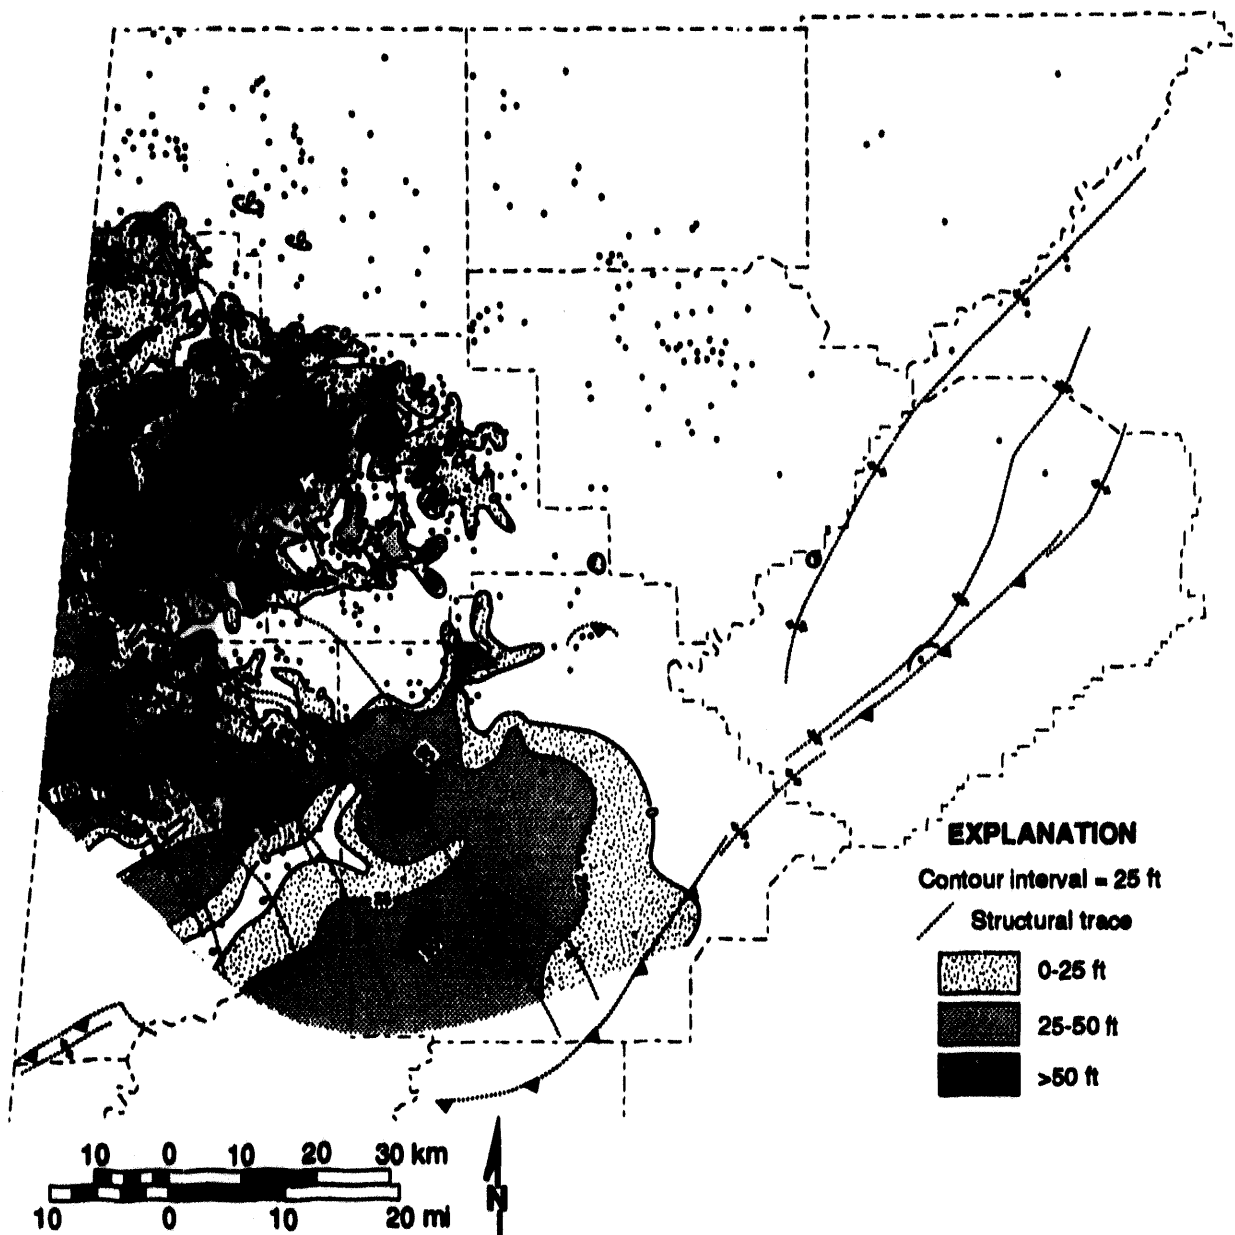 EXPLANATION
Contour interval = 25 ft
Structural trace
0-25 ft
25-50 ft
>50 ft
10 0 10 20 30 km
10 0 10 20 mi
N